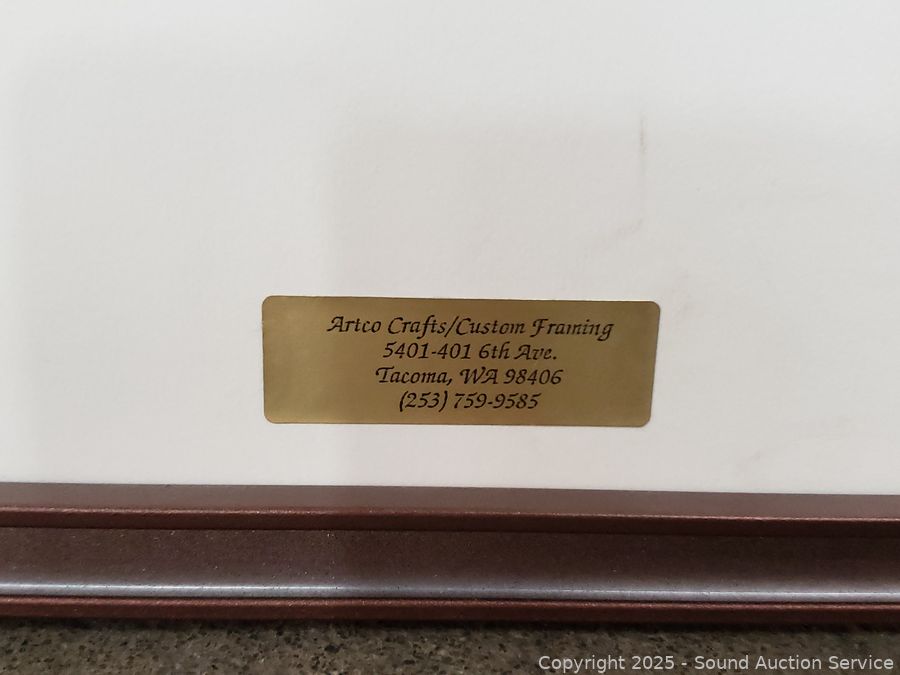 Artco Crafts/Custom Framing
5401-401 6th Ave.
Tacoma, WA 98406
(253) 759-9585
Copyright 2025 - Sound Auction Service